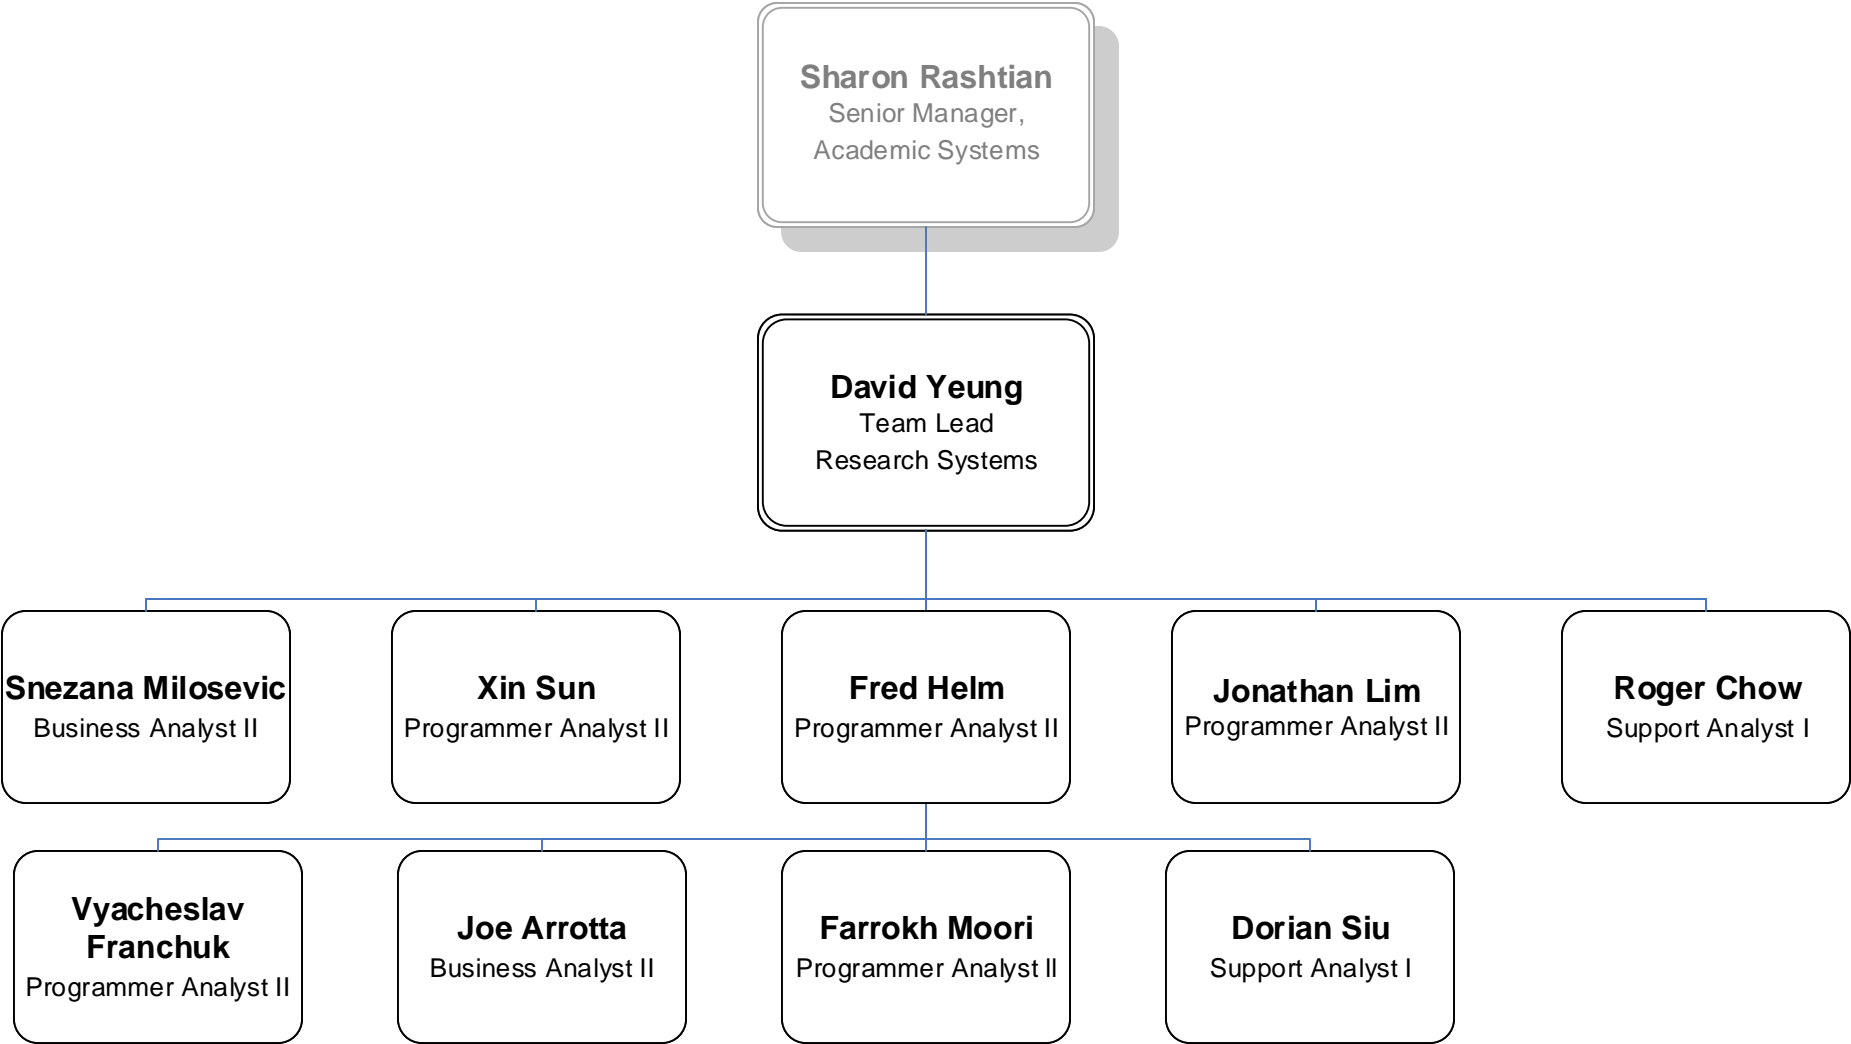 Sharon Rashtian
Senior Manager,
Academic Systems
David Yeung
Team Lead
Research Systems
Snezana Milosevic
Business Analyst II
Xin Sun
Programmer Analyst II
Fred Helm
Programmer Analyst II
Jonathan Lim
Programmer Analyst II
Roger Chow
Support Analyst I
Vyacheslav
Franchuk
Programmer Analyst II
Joe Arrotta
Business Analyst II
Farrokh Moori
Programmer Analyst II
Dorian Siu
Support Analyst I